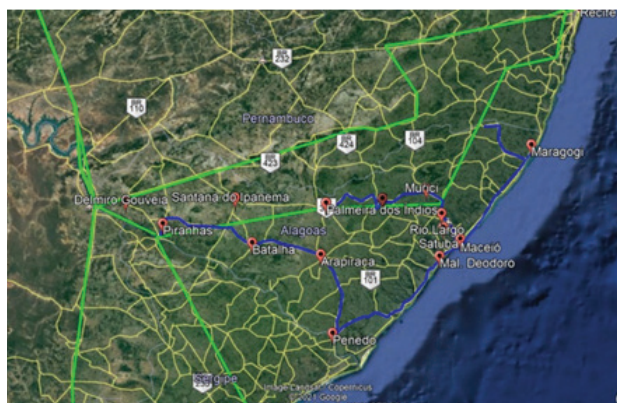 Recife
BR
232
BR
110
Pernambuco
BR
424
BR
104
BR
423
Maragogi
Delmiro Gouveia
Santana do Ipanema
Murici
Palmeira dos Índios
Piranhas
Rio Largo
Alagoas
Satuba
Maceió
Batalha
Arapiraca
Mal. Deodoro
BR
101
Penedo
BR
Image Landsat / Copernicus
© 2021 Google